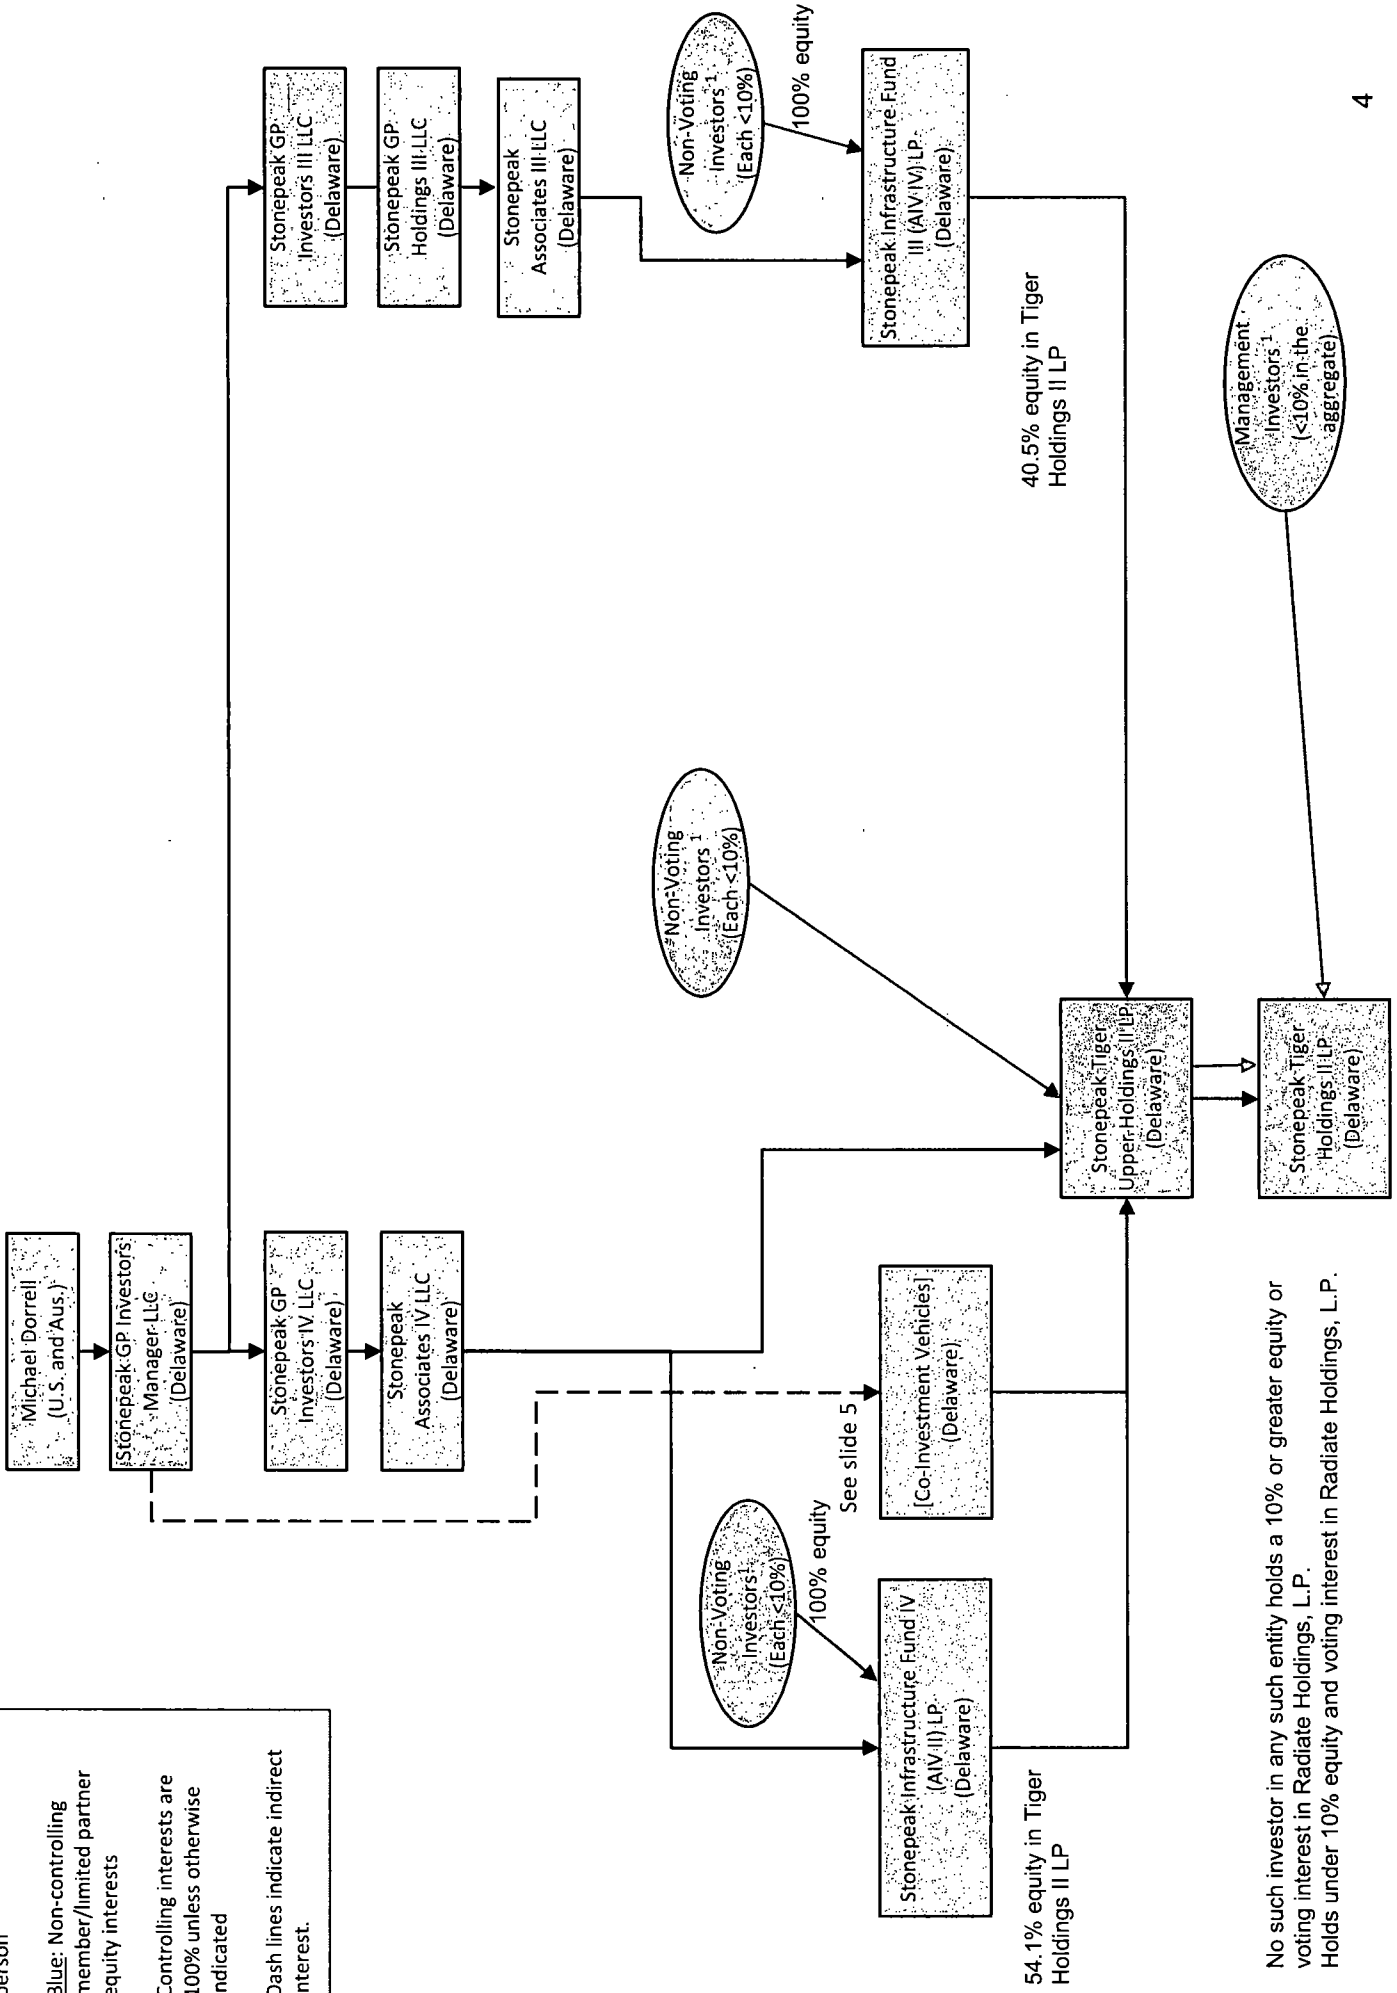 person
Blue: Non-controlling
member/limited partner
equity interests
Controlling interests are
100% unless otherwise
indicated
Dash lines indicate indirect
interest.
Michael Dorrell
(U.S. and Aus.)
Stonepeak GP Investors
Manager LLC
(Delaware)
Stonepeak GP
Investors IV LLC
(Delaware)
Stonepeak
Associates IV LLC
(Delaware)
Stonepeak GP
Investors III LLC
(Delaware)
Stonepeak GP
Holdings III LLC
(Delaware)
Stonepeak
Associates III LLC
(Delaware)
Non-Voting
Investors 1
(Each <10%)
100% equity
See slide 5
Non-Voting
Investors 1
(Each <10%)
Non-Voting
Investors 1
(Each <10%)
100% equity
Stonepeak Infrastructure Fund IV
(AIV II) LP
(Delaware)
[Co-Investment Vehicles]
(Delaware)
Stonepeak Infrastructure Fund
III (AIV IV) LP
(Delaware)
54.1% equity in Tiger
Holdings II LP
40.5% equity in Tiger
Holdings II LP
Stonepeak Tiger
Upper Holdings II LP
(Delaware)
Management
Investors 1
(<10% in the
aggregate)
Stonepeak Tiger
Holdings II LP
(Delaware)
No such investor in any such entity holds a 10% or greater equity or
voting interest in Radiate Holdings, L.P.
Holds under 10% equity and voting interest in Radiate Holdings, L.P.
4